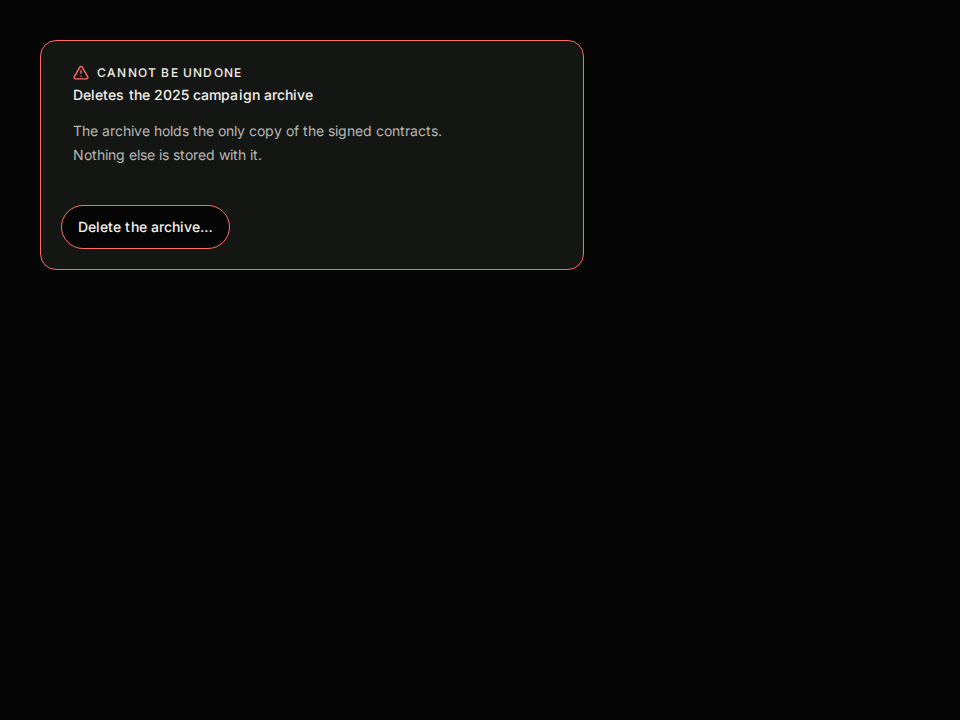 CANNOT BE UNDONE
Deletes the 2025 campaign archive
The archive holds the only copy of the signed contracts.
Nothing else is stored with it.
Delete the archive...